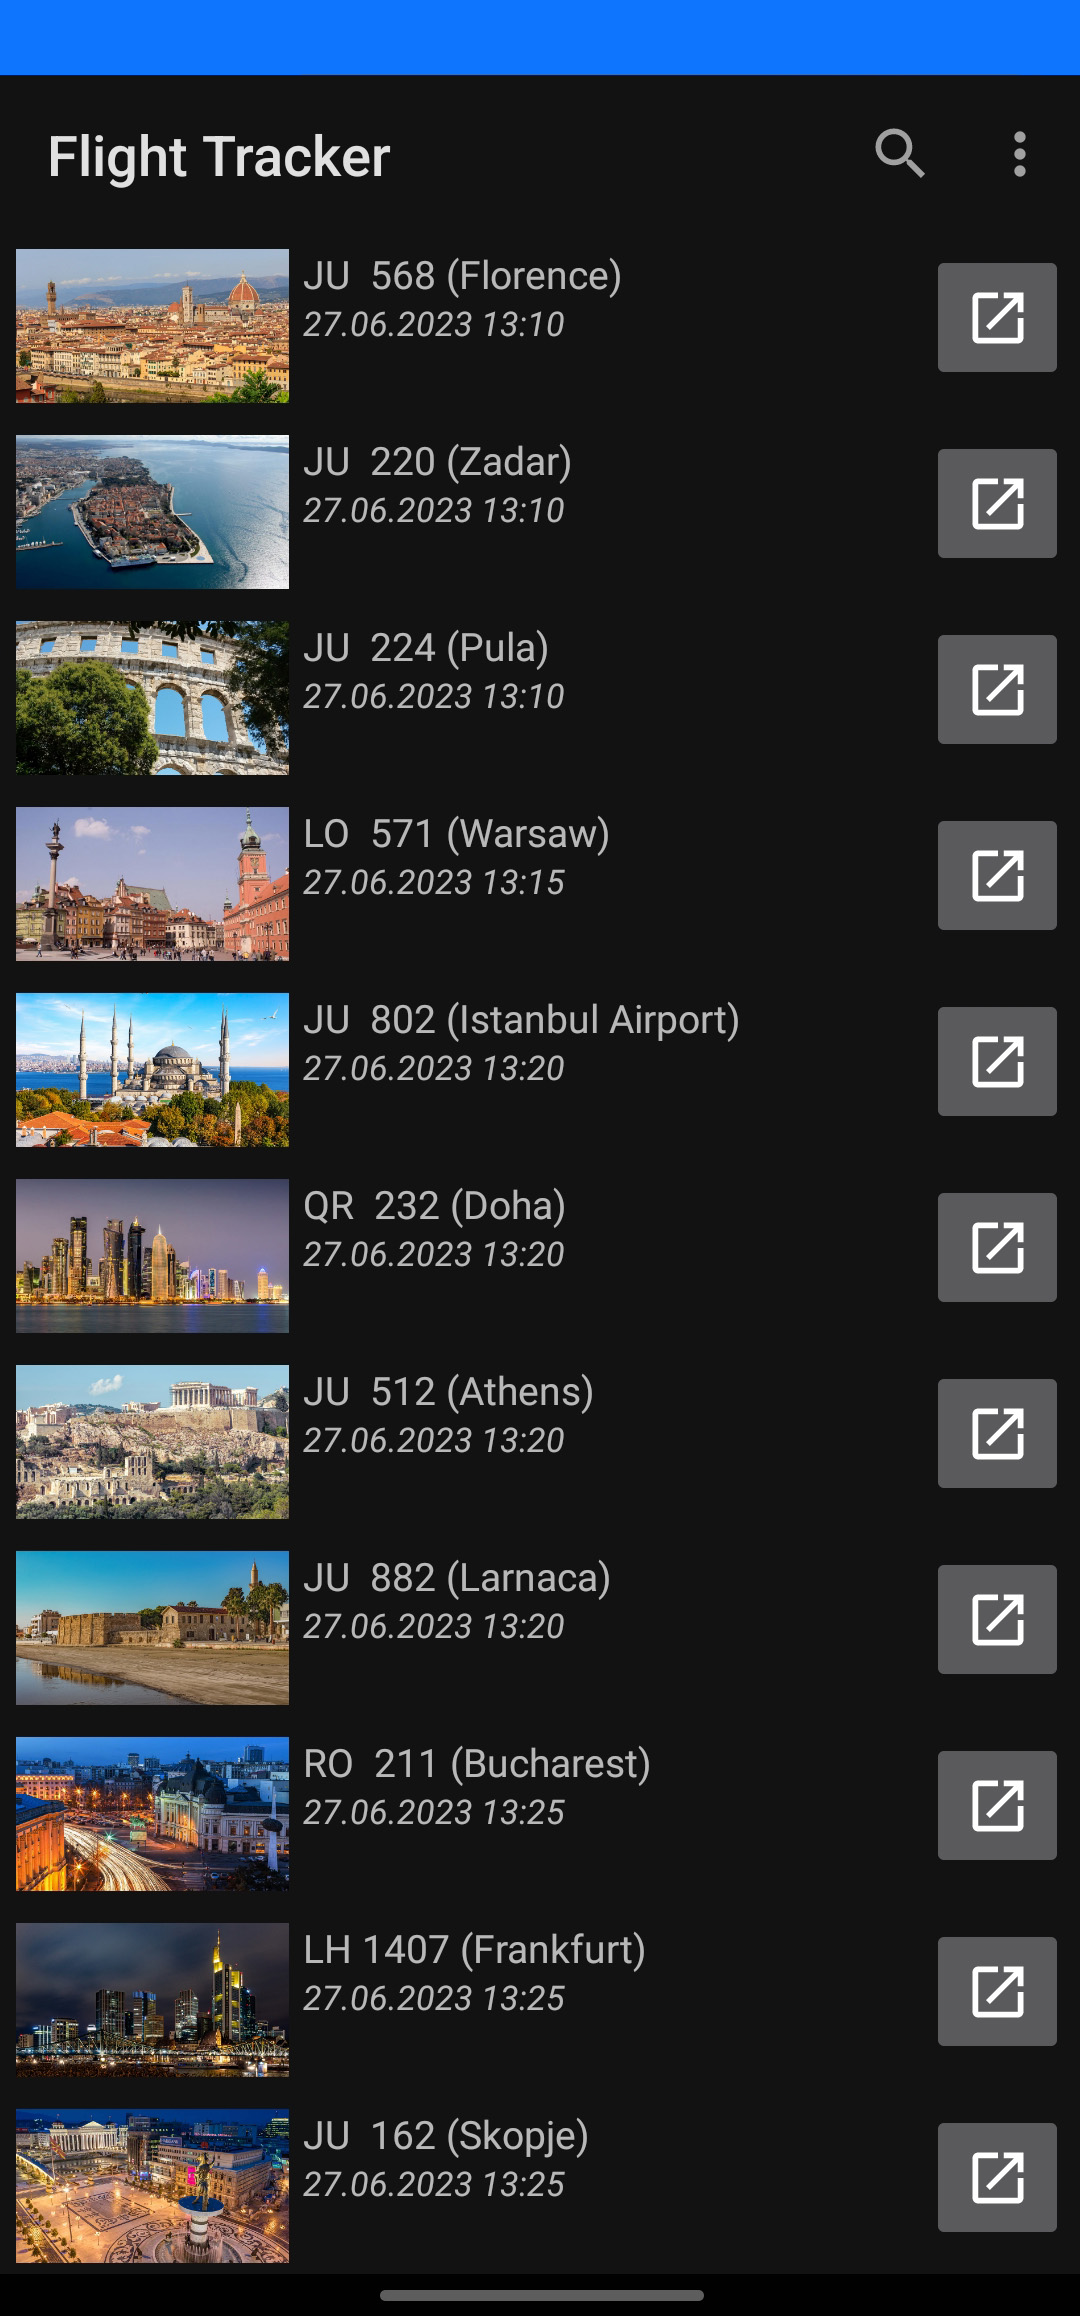 Flight Tracker
JU  568 (Florence)
27.06.2023 13:10
JU  220 (Zadar)
27.06.2023 13:10
JU  224 (Pula)
27.06.2023 13:10
LO  571 (Warsaw)
27.06.2023 13:15
JU  802 (Istanbul Airport)
27.06.2023 13:20
QR  232 (Doha)
27.06.2023 13:20
JU  512 (Athens)
27.06.2023 13:20
JU  882 (Larnaca)
27.06.2023 13:20
RO  211 (Bucharest)
27.06.2023 13:25
LH 1407 (Frankfurt)
27.06.2023 13:25
JU  162 (Skopje)
27.06.2023 13:25